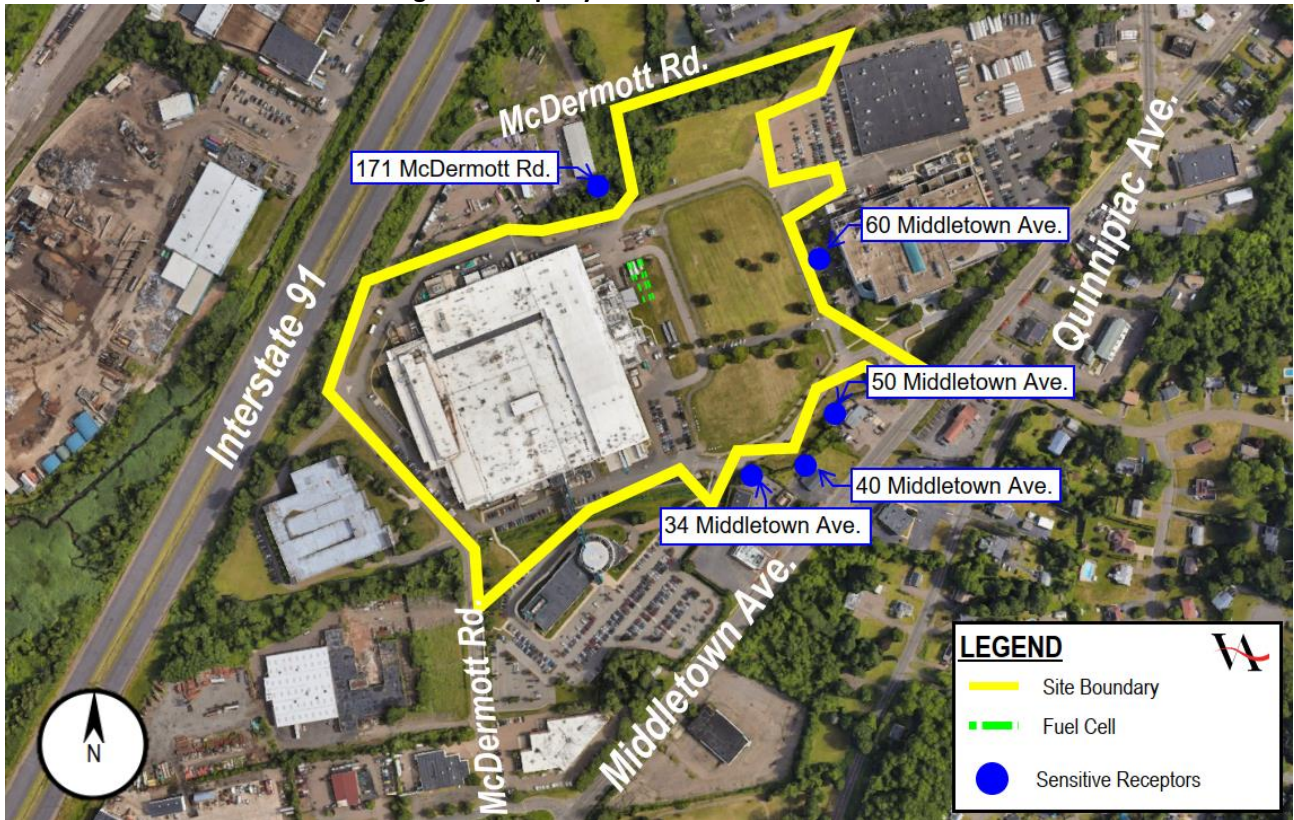 McDermott Rd.
171 McDermott Rd.
60 Middletown Ave.
Quinnipiac Ave.
Interstate 91
50 Middletown Ave.
40 Middletown Ave.
34 Middletown Ave.
McDermott Rd.
Middletown Ave.
N
LEGEND
VA
Site Boundary
Fuel Cell
Sensitive Receptors